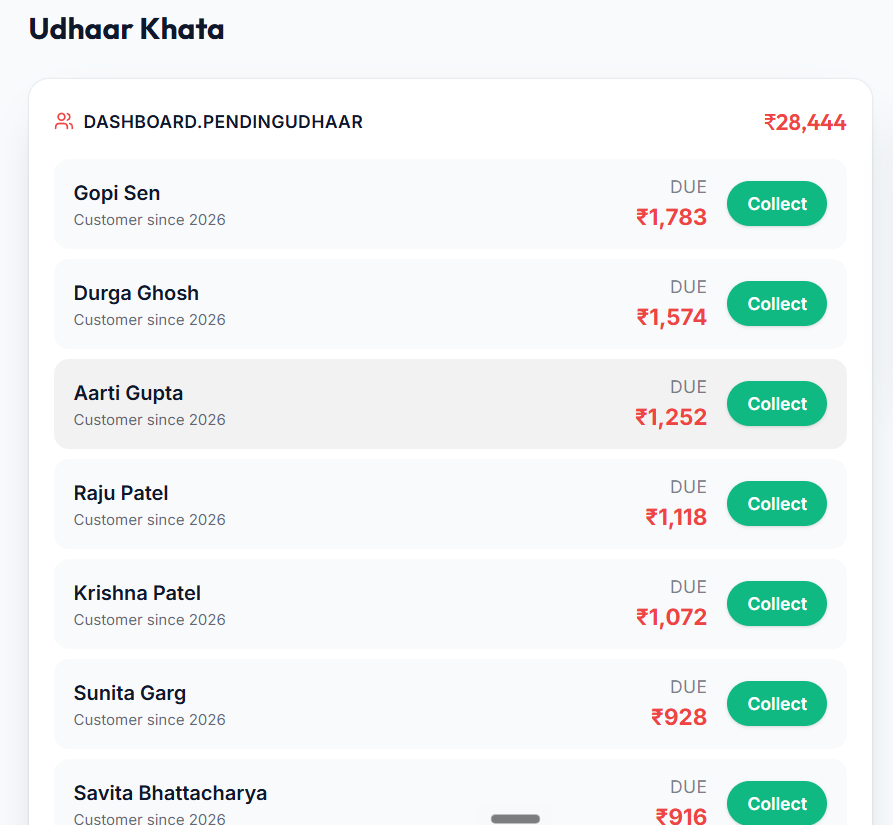 Udhaar Khata
DASHBOARD.PENDINGUDHAAR ₹28,444
Gopi Sen
Customer since 2026
DUE
₹1,783
Collect
Durga Ghosh
Customer since 2026
DUE
₹1,574
Collect
Aarti Gupta
Customer since 2026
DUE
₹1,252
Collect
Raju Patel
Customer since 2026
DUE
₹1,118
Collect
Krishna Patel
Customer since 2026
DUE
₹1,072
Collect
Sunita Garg
Customer since 2026
DUE
₹928
Collect
Savita Bhattacharya
Customer since 2026
DUE
₹916
Collect